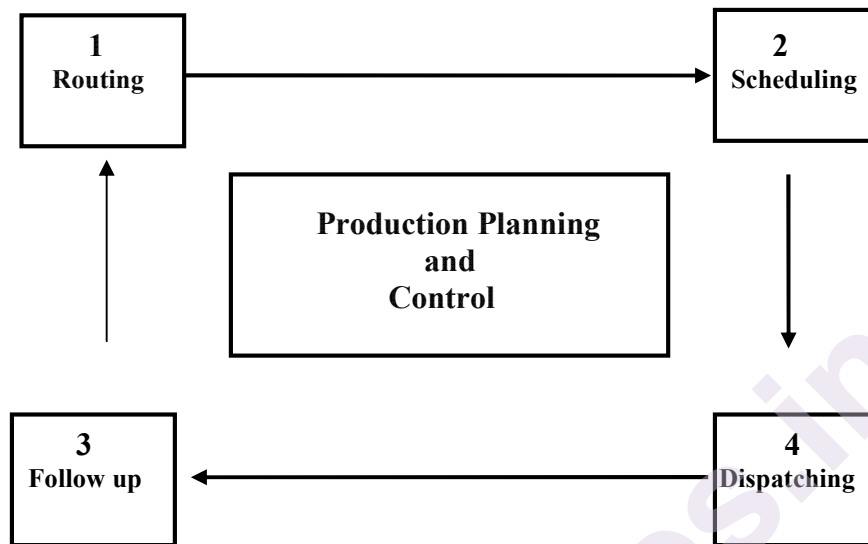 1
Routing
2
Scheduling
Production Planning
and
Control
3
Follow up
4
Dispatching